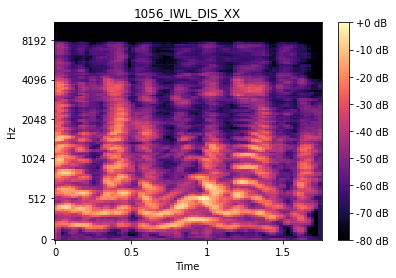 1056_IWL_DIS_XX
+0 dB
8192
-10 dB
4096
-20 dB
-30 dB
2048
Hz
-40 dB
1024
-50 dB
512
-60 dB
-70 dB
0
-80 dB
0
0.5
1
1.5
Time